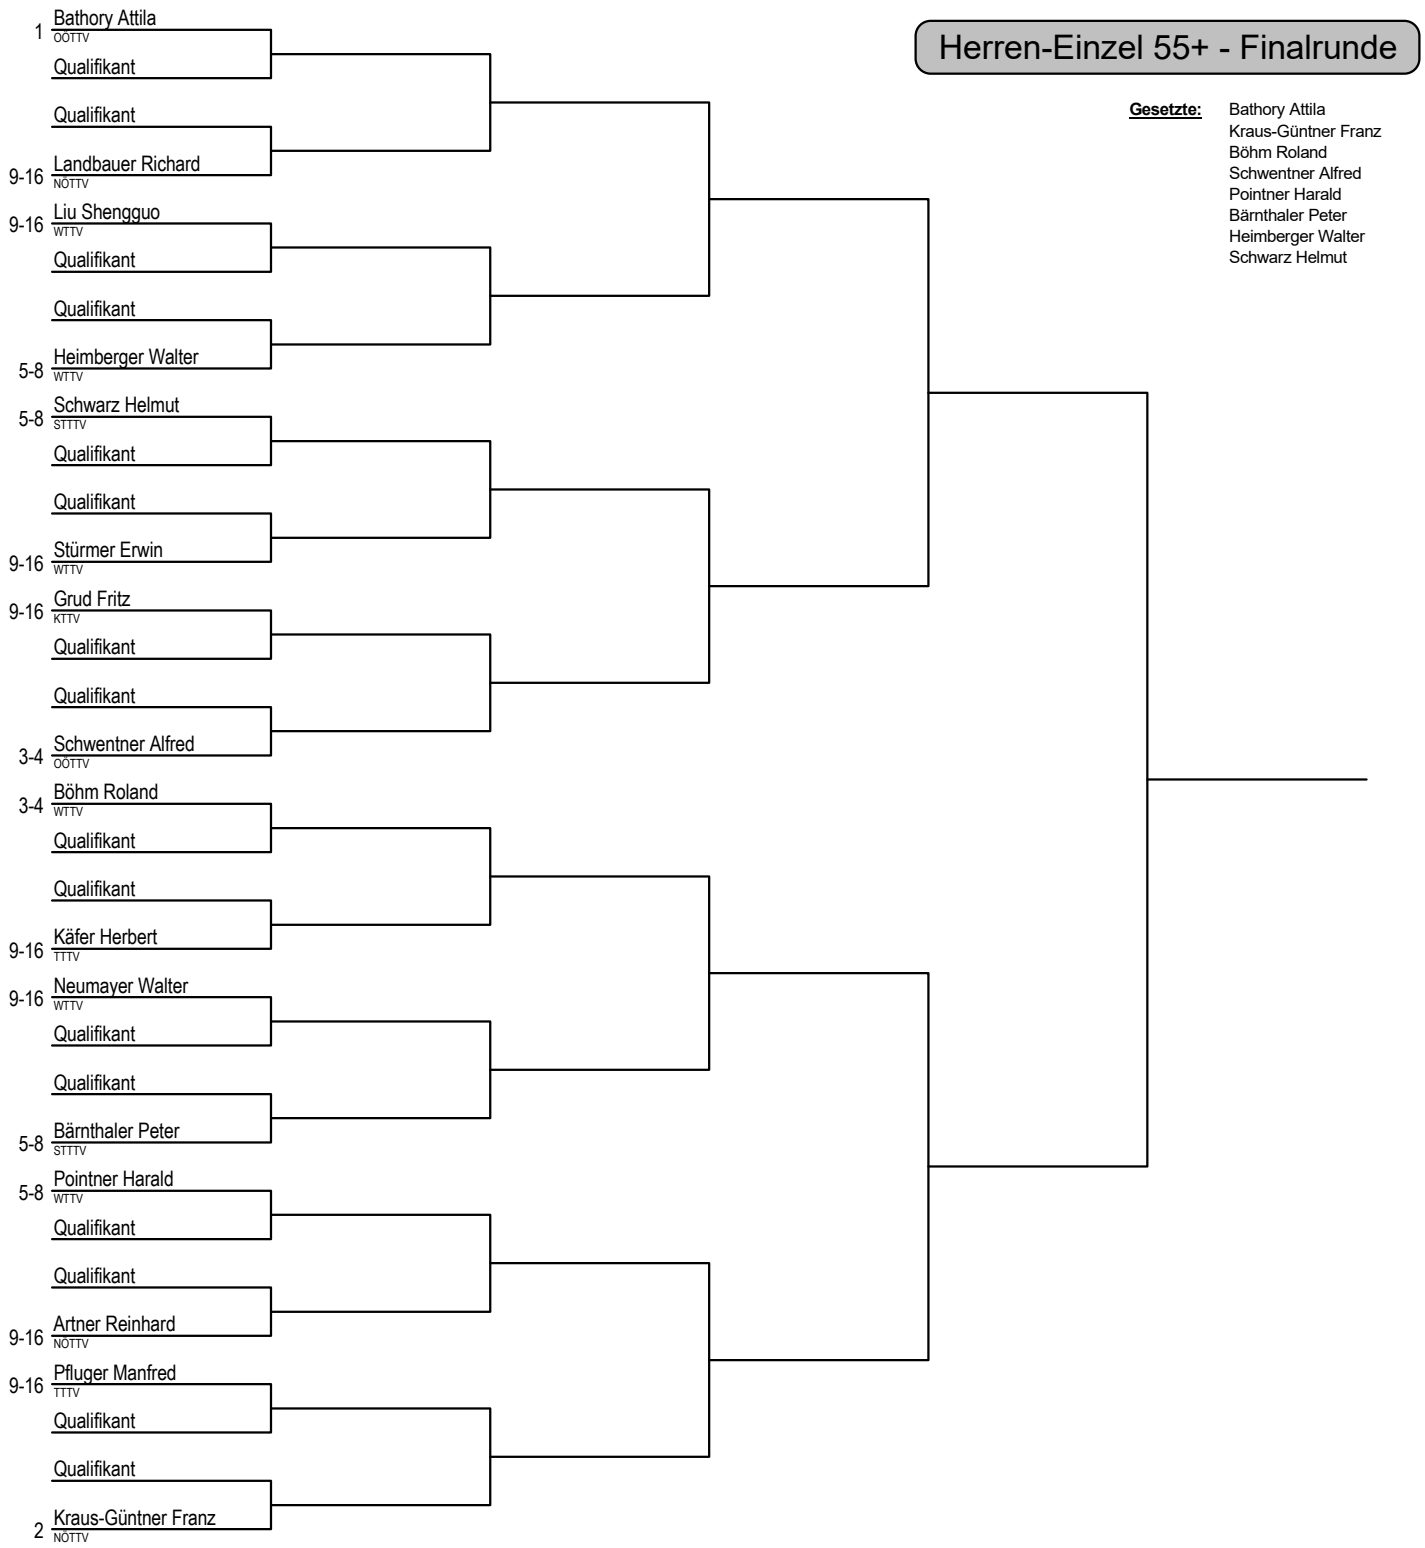 Herren-Einzel 55+ - Finalrunde
Gesetzte: Bathory Attila
Kraus-Güntner Franz
Böhm Roland
Schwentner Alfred
Pointner Harald
Bärnthaler Peter
Heimberger Walter
Schwarz Helmut
1 Bathory Attila
OÖTTV
Qualifikant
Qualifikant
9-16 Landbauer Richard
NÖTTV
9-16 Liu Shengguo
WTTV
Qualifikant
Qualifikant
5-8 Heimberger Walter
WTTV
5-8 Schwarz Helmut
STTTV
Qualifikant
Qualifikant
9-16 Stürmer Erwin
WTTV
9-16 Grud Fritz
KTTV
Qualifikant
Qualifikant
3-4 Schwentner Alfred
OÖTTV
3-4 Böhm Roland
WTTV
Qualifikant
Qualifikant
9-16 Käfer Herbert
TTTV
9-16 Neumayer Walter
WTTV
Qualifikant
Qualifikant
5-8 Bärnthaler Peter
STTTV
5-8 Pointner Harald
WTTV
Qualifikant
Qualifikant
9-16 Artner Reinhard
NÖTTV
9-16 Pfluger Manfred
TTTV
Qualifikant
Qualifikant
2 Kraus-Güntner Franz
NÖTTV